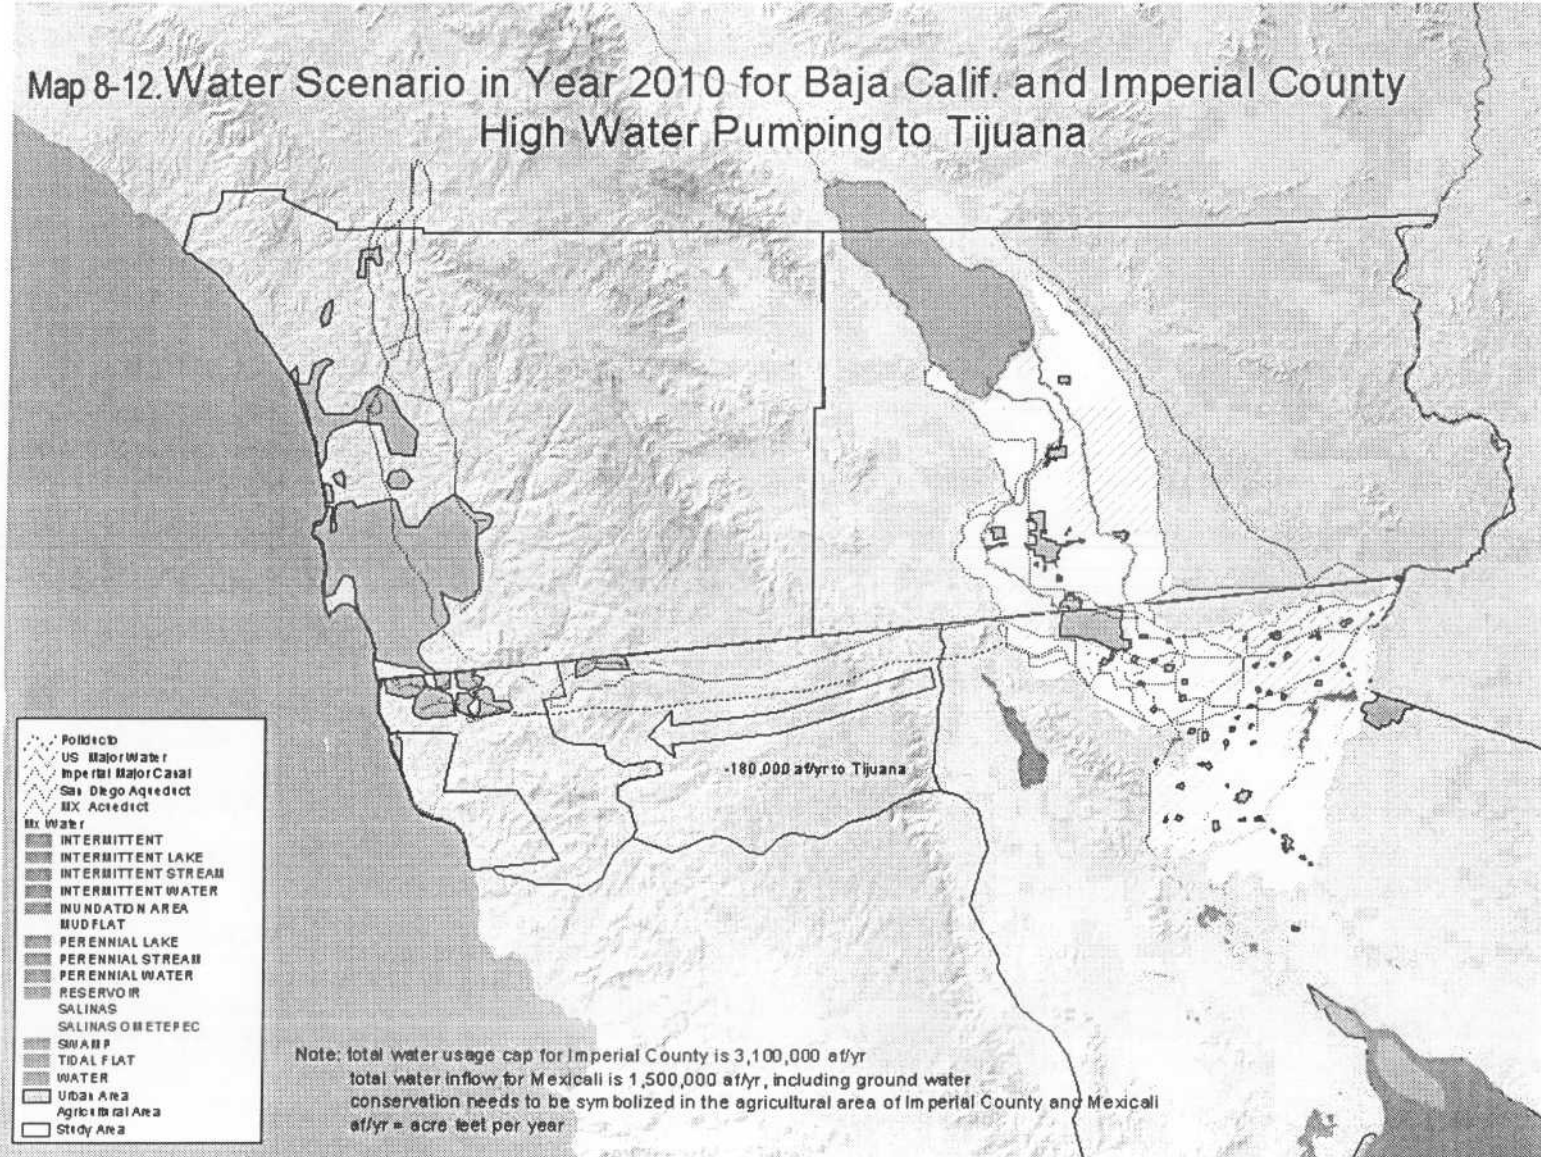 Map 8-12. Water Scenario in Year 2010 for Baja Calif. and Imperial County
High Water Pumping to Tijuana
-180,000 af/yr to Tijuana
US Major Water
Imperial Major Canal
San Diego Aqueduct
MX Aqueduct
Mx Water
INTERMITTENT
INTERMITTENT LAKE
INTERMITTENT STREAM
INTERMITTENT WATER
INUNDATION AREA
MUDFLAT
PERENNIAL LAKE
PERENNIAL STREAM
PERENNIAL WATER
RESERVOIR
SALINAS
SALINAS OMETEPEC
SWAMP
TIDAL FLAT
WATER
Urban Area
Agricultural Area
Study Area
Note: total water usage cap for Imperial County is 3,100,000 af/yr
total water inflow for Mexicali is 1,500,000 af/yr, including ground water
conservation needs to be symbolized in the agricultural area of Imperial County and Mexicali
af/yr = acre feet per year